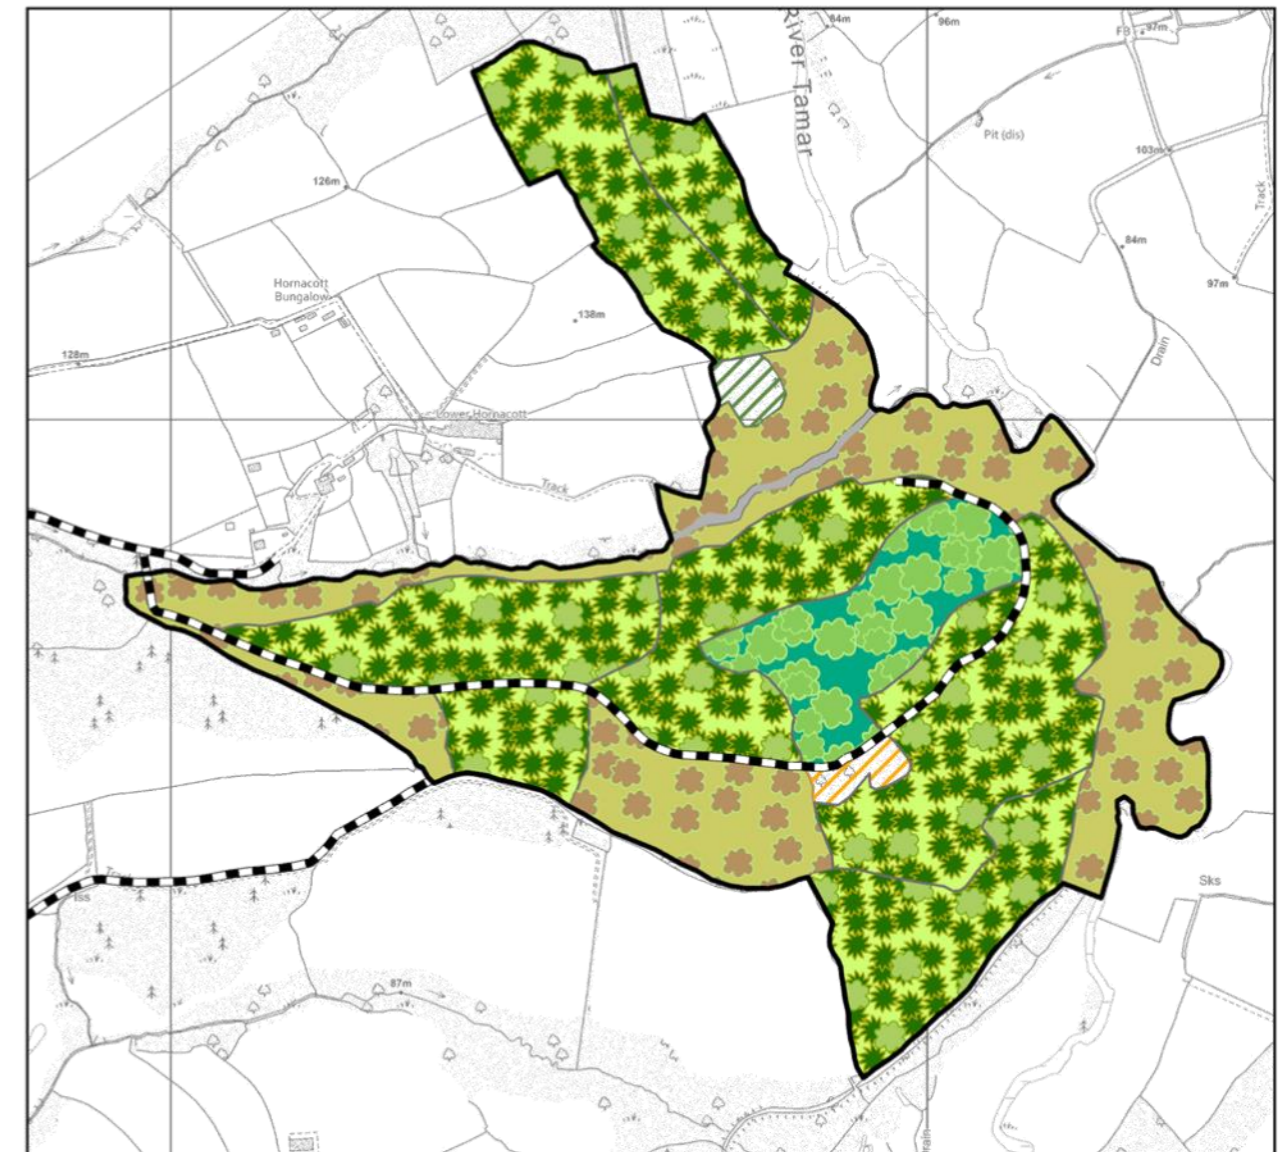 River Tamar
84m
96m
FB
97m
Pit (dis)
103m
126m
Track
84m
Hornacott
Bungalow
97m
138m
128m
Drain
Lower Hornacott
Track
Sks
Iss
87m